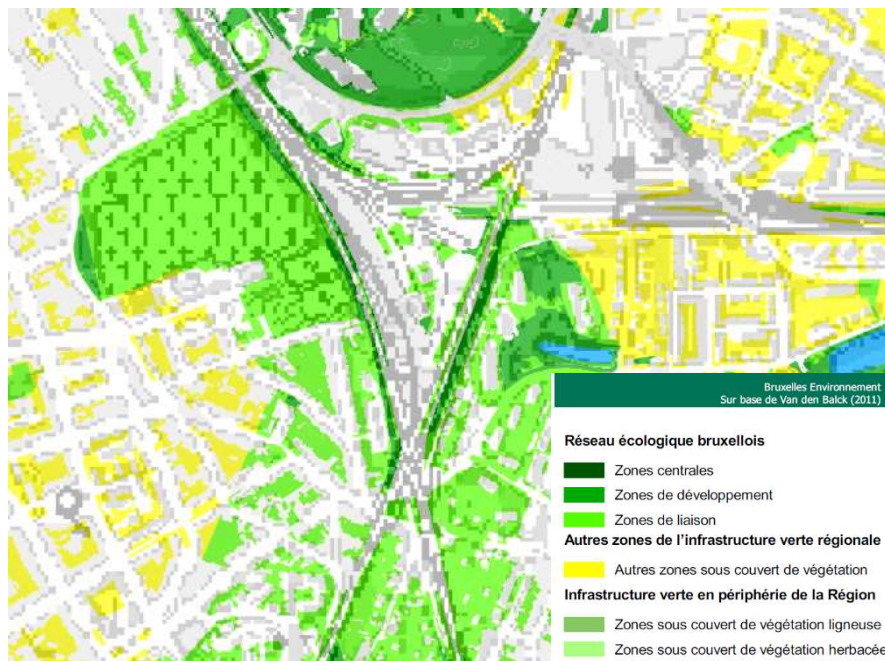 Bruxelles Environnement
Sur base de Van den Balck (2011)
Réseau écologique bruxellois
Zones centrales
Zones de développement
Zones de liaison
Autres zones de l'infrastructure verte régionale
Autres zones sous couvert de végétation
Infrastructure verte en périphérie de la Région
Zones sous couvert de végétation ligneuse
Zones sous couvert de végétation herbacée